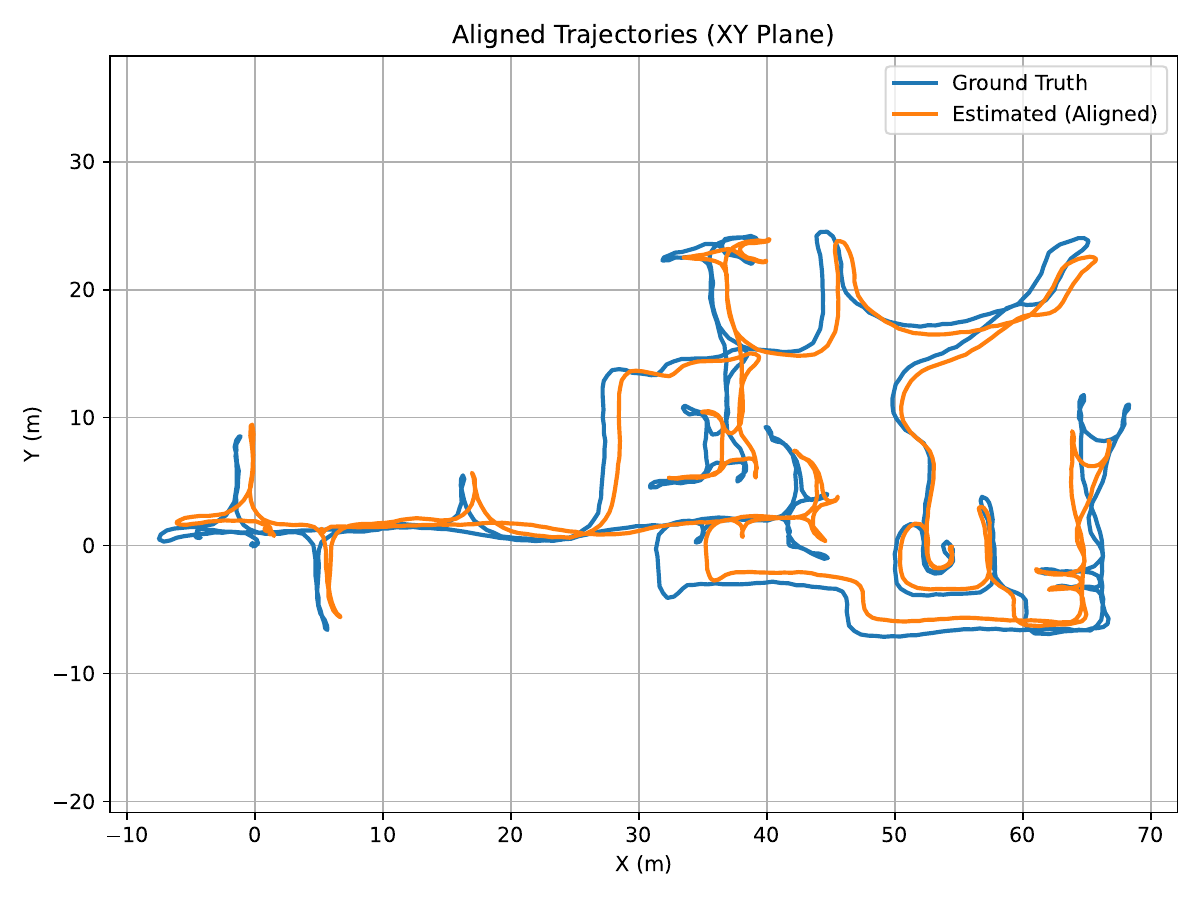 Aligned Trajectories (XY Plane)
Ground Truth
Estimated (Aligned)
30
20
10
0
−10
−20
Y (m)
−10 0 10 20 30 40 50 60 70
X (m)